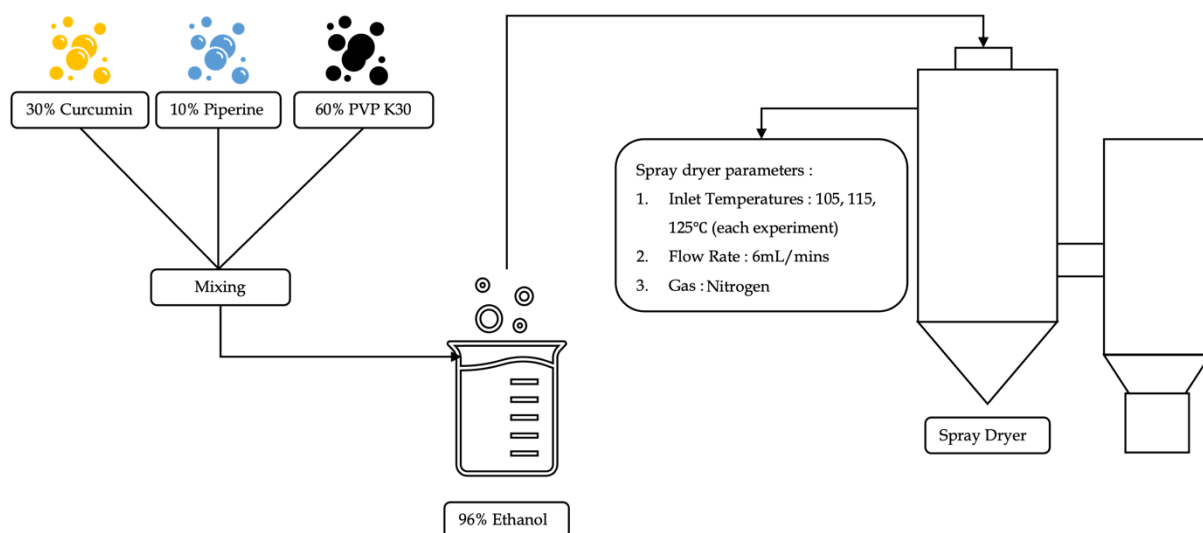 30% Curcumin
10% Piperine
60% PVP K30
Mixing
96% Ethanol
Spray dryer parameters :
1. Inlet Temperatures : 105, 115,
125℃ (each experiment)
2. Flow Rate : 6mL/mins
3. Gas : Nitrogen
Spray Dryer